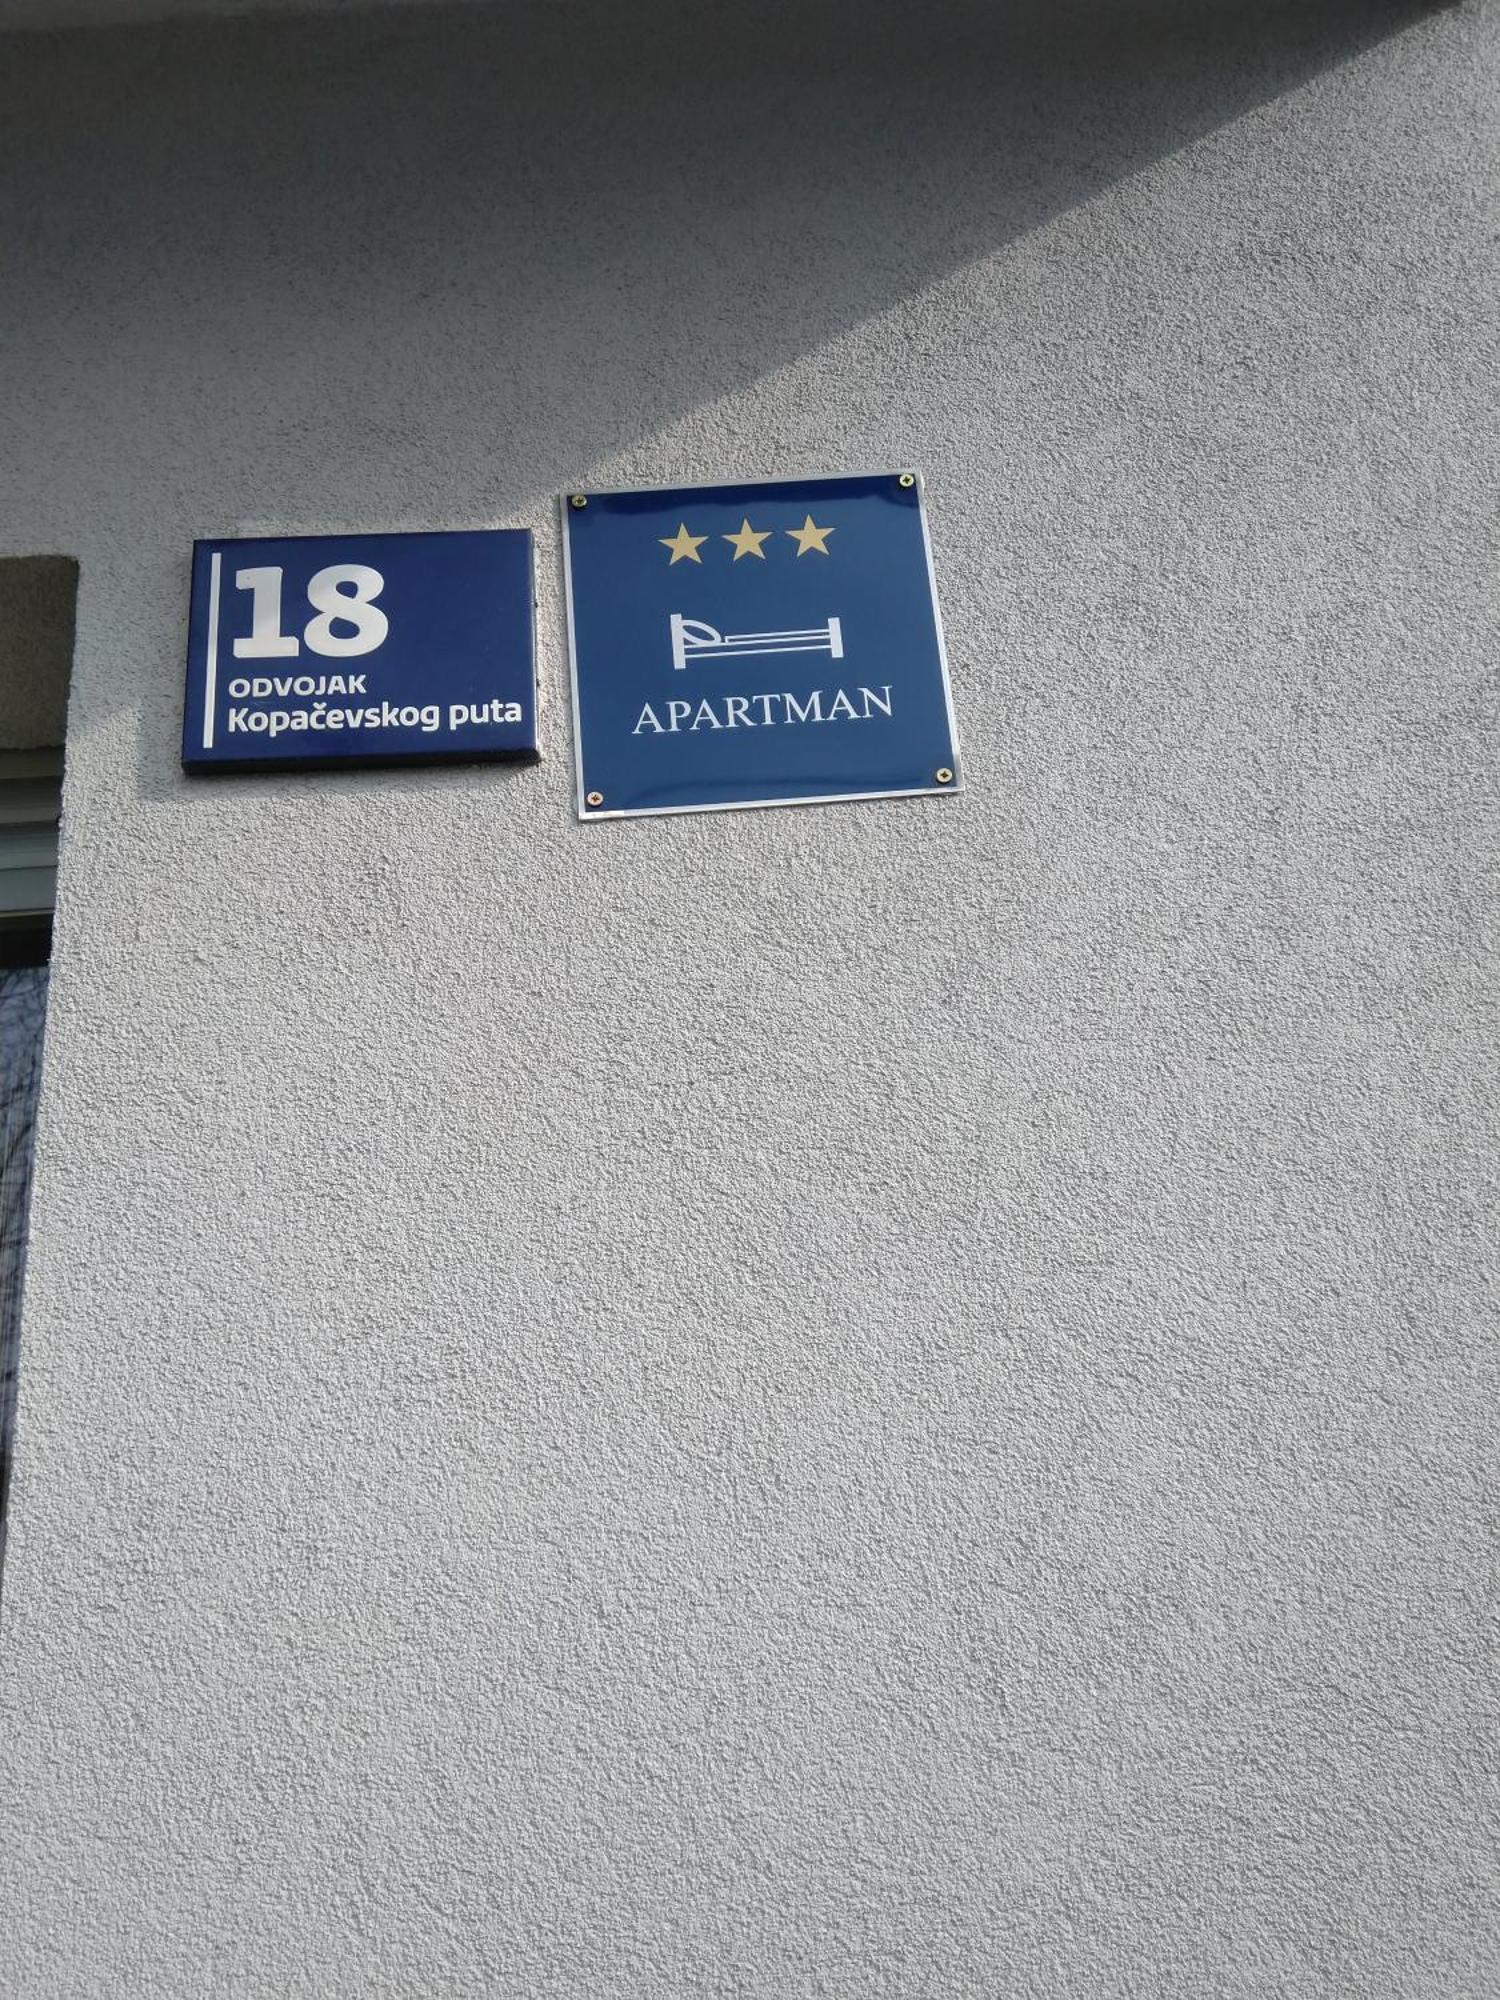 18
ODVOJAK
Kopačevskog puta
APARTMAN